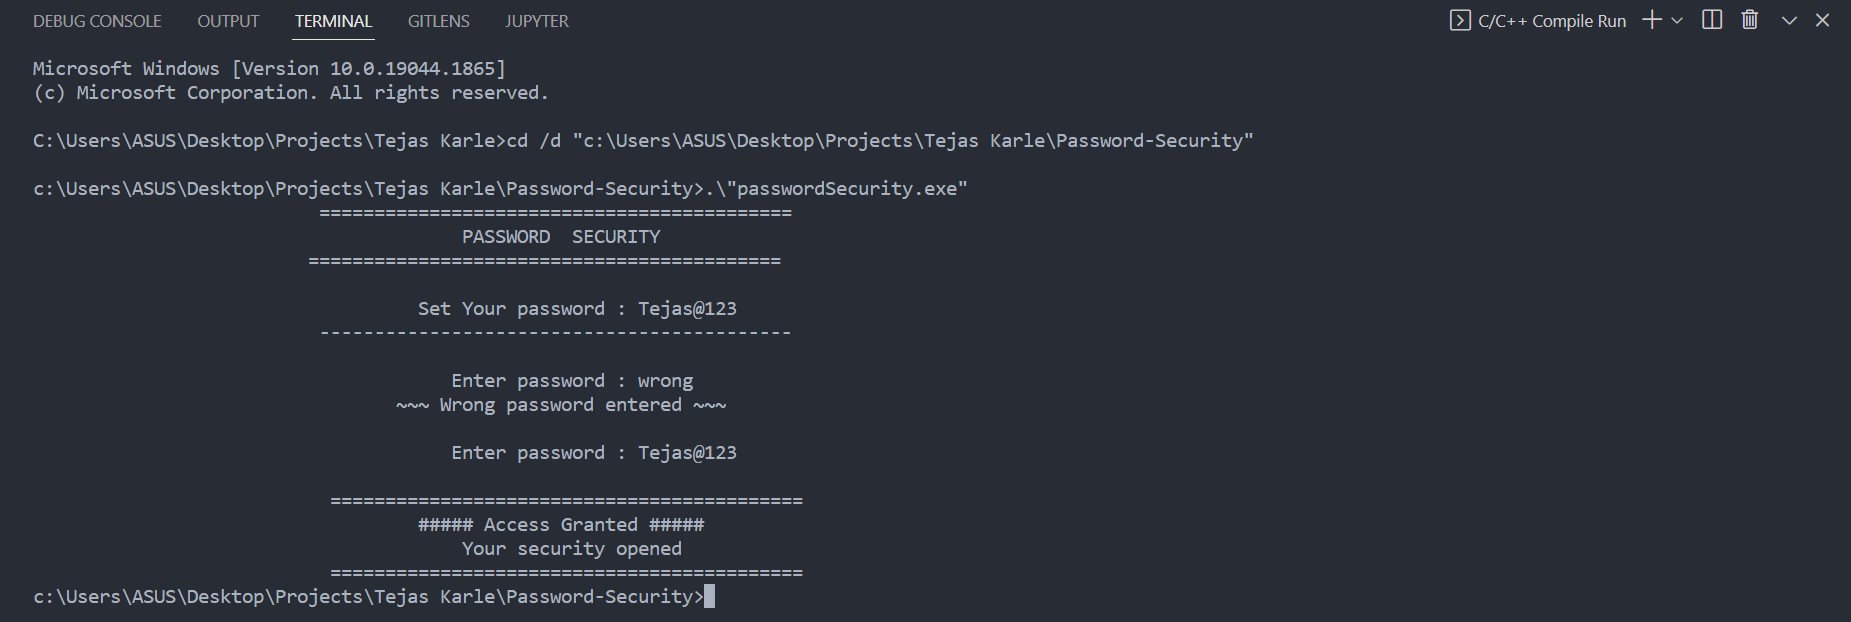 DEBUG CONSOLE OUTPUT TERMINAL GITLENS JUPYTER C/C++ Compile Run
Microsoft Windows [Version 10.0.19044.1865]
(c) Microsoft Corporation. All rights reserved.
C:\Users\ASUS\Desktop\Projects\Tejas Karle>cd /d "c:\Users\ASUS\Desktop\Projects\Tejas Karle\Password-Security"
c:\Users\ASUS\Desktop\Projects\Tejas Karle\Password-Security>.\"passwordSecurity.exe"
===========================================
PASSWORD  SECURITY
===========================================
Set Your password : Tejas@123
-------------------------------------------
Enter password : wrong
~~~ Wrong password entered ~~~
Enter password : Tejas@123
===========================================
##### Access Granted #####
Your security opened
===========================================
c:\Users\ASUS\Desktop\Projects\Tejas Karle\Password-Security>